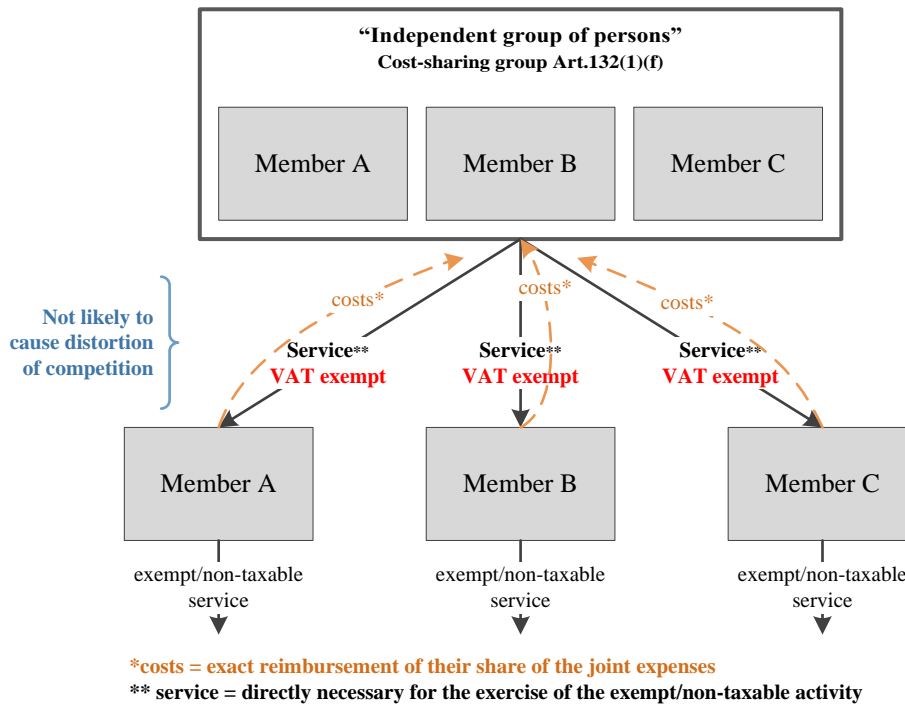 “Independent group of persons”
Cost-sharing group Art.132(1)(f)
Member A
Member B
Member C
costs*
costs*
costs*
Not likely to
cause distortion
of competition
Service**
VAT exempt
Service**
VAT exempt
Service**
VAT exempt
Member A
Member B
Member C
exempt/non-taxable
service
exempt/non-taxable
service
exempt/non-taxable
service
*costs = exact reimbursement of their share of the joint expenses
** service = directly necessary for the exercise of the exempt/non-taxable activity